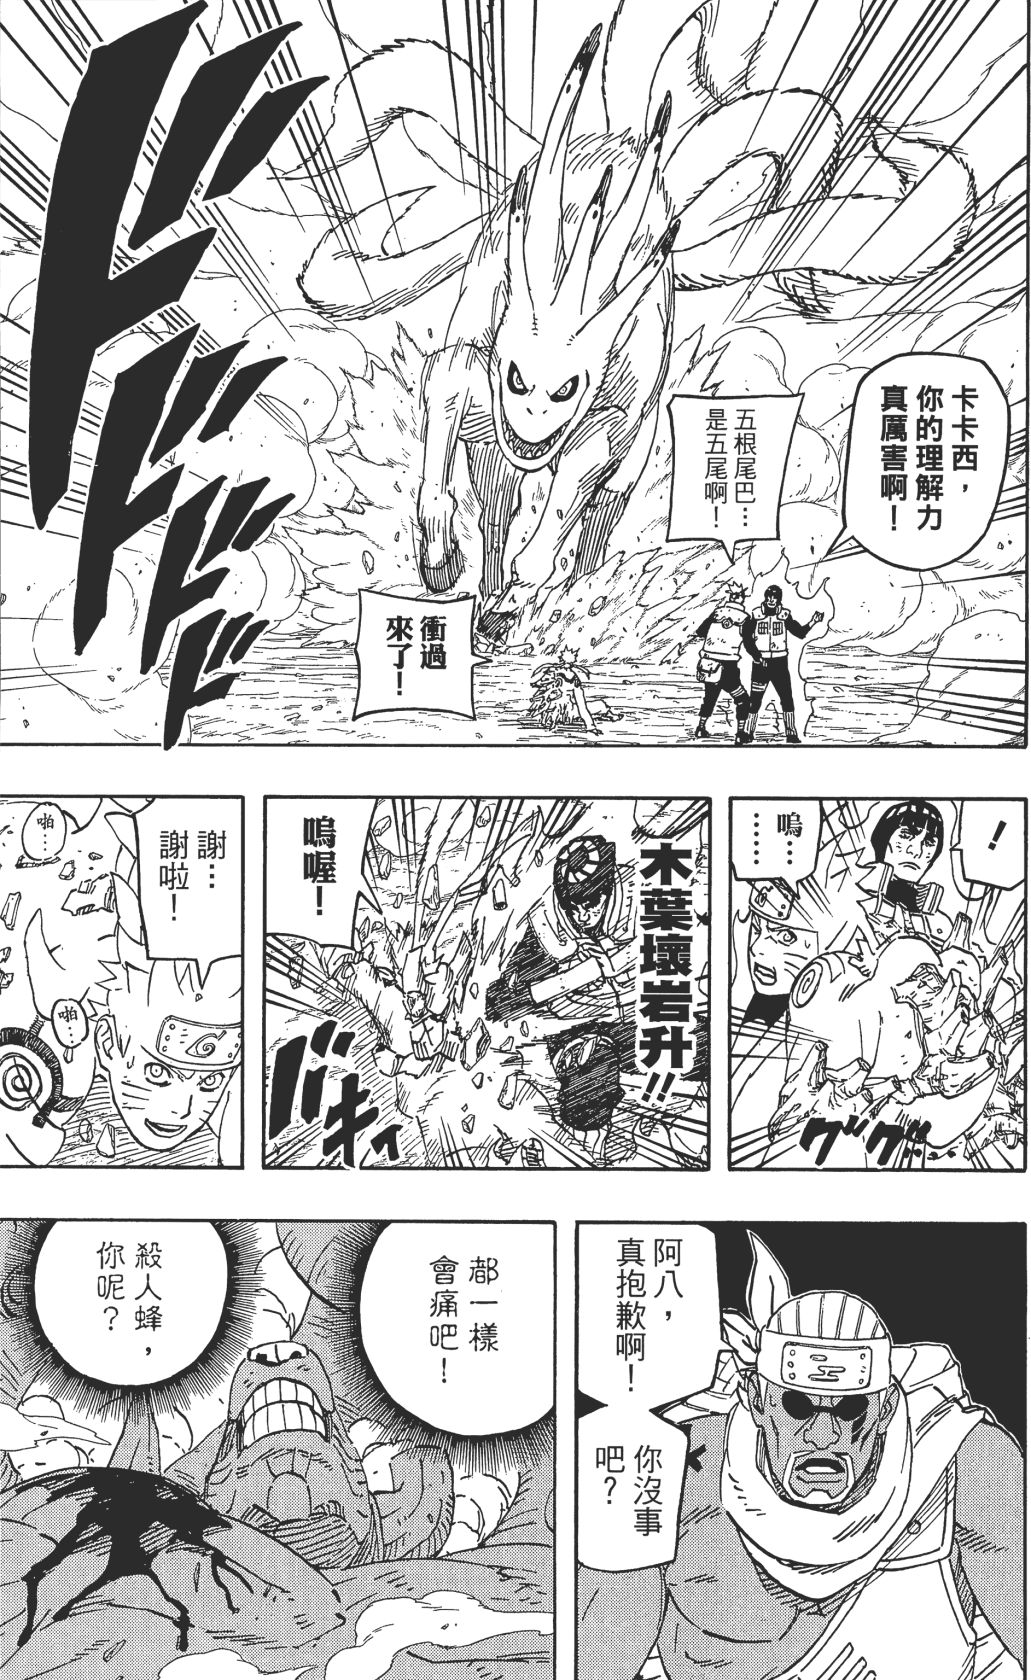 卡卡西，
你的理解力
真厲害啊！
五根尾巴…
是五尾啊！
衝過
來了！
ドドドド
！
嗚…
……
グググ
木葉壞岩升!!
嗚喔！
ドキィ
謝…
謝啦！
啪…
啪…
阿八，
真抱歉啊！
你沒事
吧？
都一樣
會痛吧！
殺人蜂，
你呢？